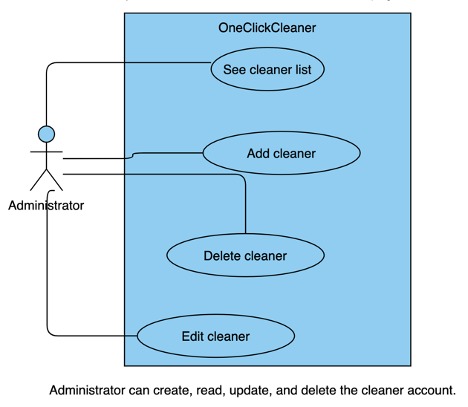 OneClickCleaner
See cleaner list
Add cleaner
Administrator
Delete cleaner
Edit cleaner
Administrator can create, read, update, and delete the cleaner account.